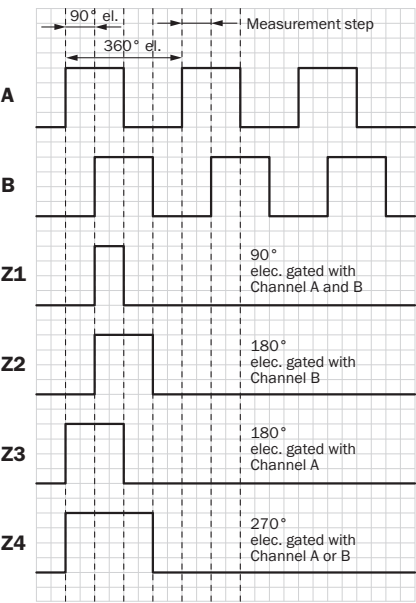 90° el.
Measurement step
360° el.
A
B
Z1
90°
elec. gated with
Channel A and B
Z2
180°
elec. gated with
Channel B
Z3
180°
elec. gated with
Channel A
Z4
270°
elec. gated with
Channel A or B